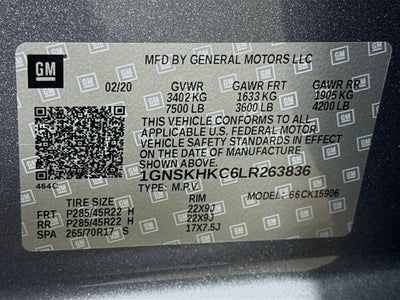 GM
MFD BY GENERAL MOTORS LLC
02/20 GVWR GAWR FRT GAWR RR
3402 KG 1633 KG 1905 KG
7500 LB 3600 LB 4200 LB
THIS VEHICLE CONFORMS TO ALL
APPLICABLE U.S. FEDERAL MOTOR
VEHICLE SAFETY STANDARDS IN EFFECT
ON THE DATE OF MANUFACTURE
SHOWN ABOVE.
464C
1GNSKHKC6LR263836
TYPE: M.P.V. MODEL: 66CK15906
TIRE SIZE RIM
FRT P285/45R22 H 22X9J
RR P285/45R22 H 22X9J
SPA 265/70R17 S 17X7.5J